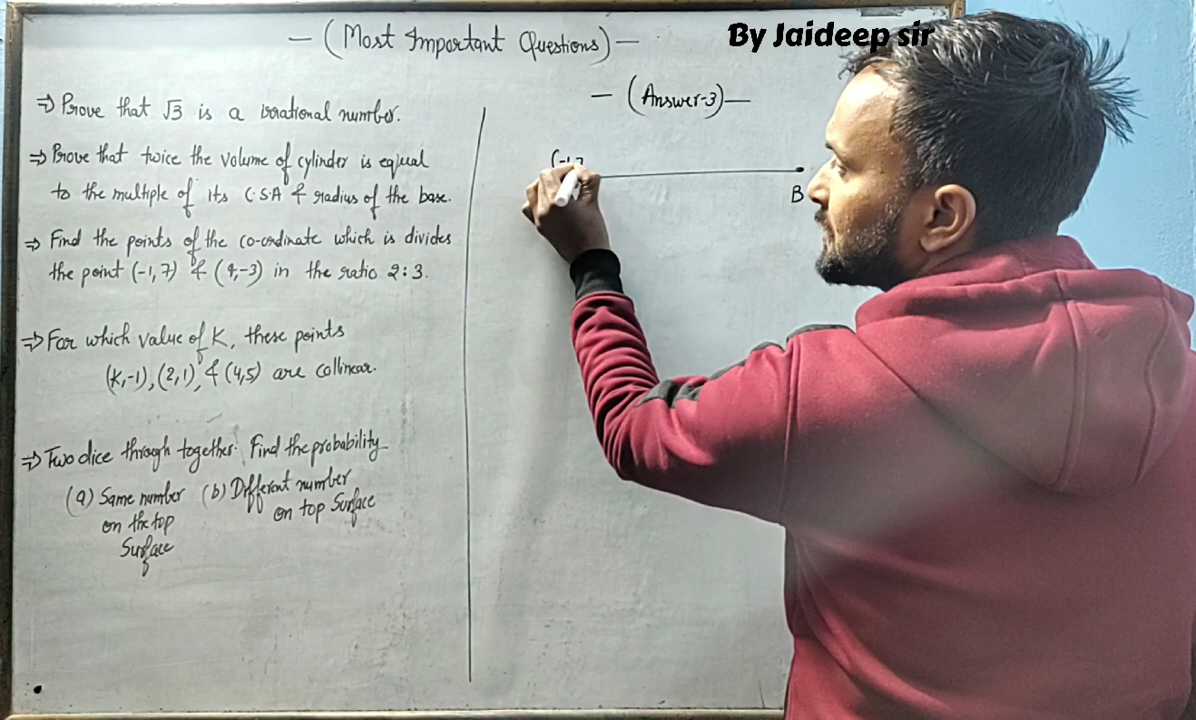 — (Most Important Questions) —
By Jaideep sir
⇒ Prove that √3 is a irrational number.
⇒ Prove that twice the volume of cylinder is equal
to the multiple of its C.S.A & radius of the base.
⇒ Find the points of the co-ordinate which is divides
the point (-1, 7) & (4,-3) in the ratio 2:3.
⇒ For which value of K, these points
(K,-1), (2,1), & (4,5) are collinear.
⇒ Two dice through together. Find the probability
(a) Same number
on the top
Surface
(b) Different number
on top Surface
— (Answer-3) —
(-1,7
B